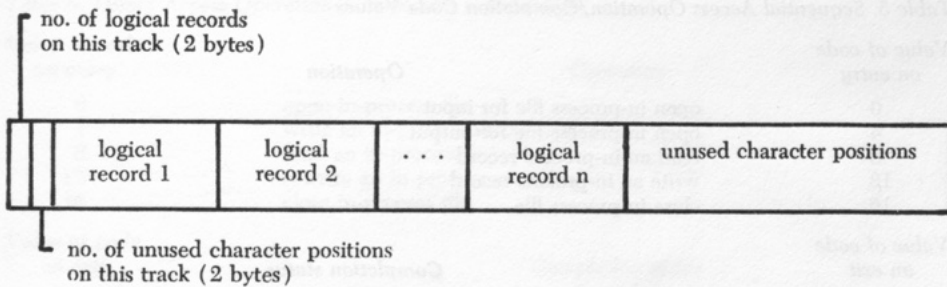 no. of logical records
on this track (2 bytes)
logical
record 1
logical
record 2
. . .
logical
record n
unused character positions
no. of unused character positions
on this track (2 bytes)